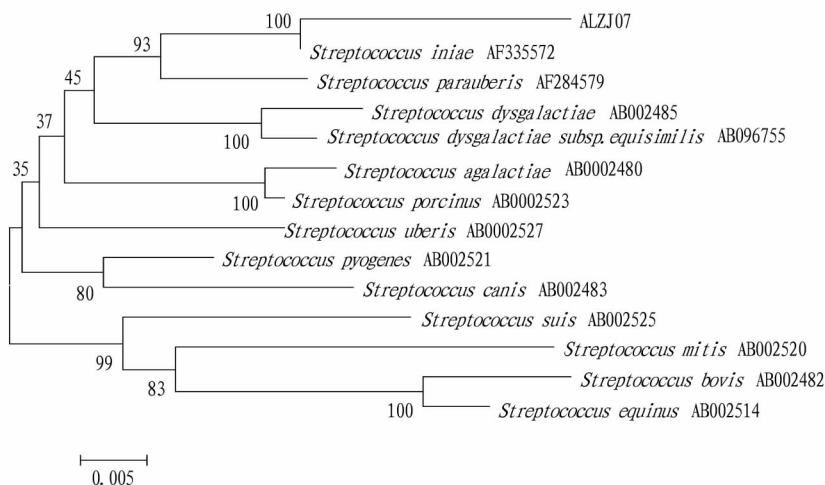 100 ALZJ07
93 Streptococcus iniae AF335572
45 Streptococcus parauberis AF284579
37 Streptococcus dysgalactiae AB002485
100 Streptococcus dysgalactiae subsp.equisimilis AB096755
35 Streptococcus agalactiae AB0002480
100 Streptococcus porcinus AB0002523
Streptococcus uberis AB0002527
Streptococcus pyogenes AB002521
80 Streptococcus canis AB002483
Streptococcus suis AB002525
99 Streptococcus mitis AB002520
83 Streptococcus bovis AB002482
100 Streptococcus equinus AB002514
0.005